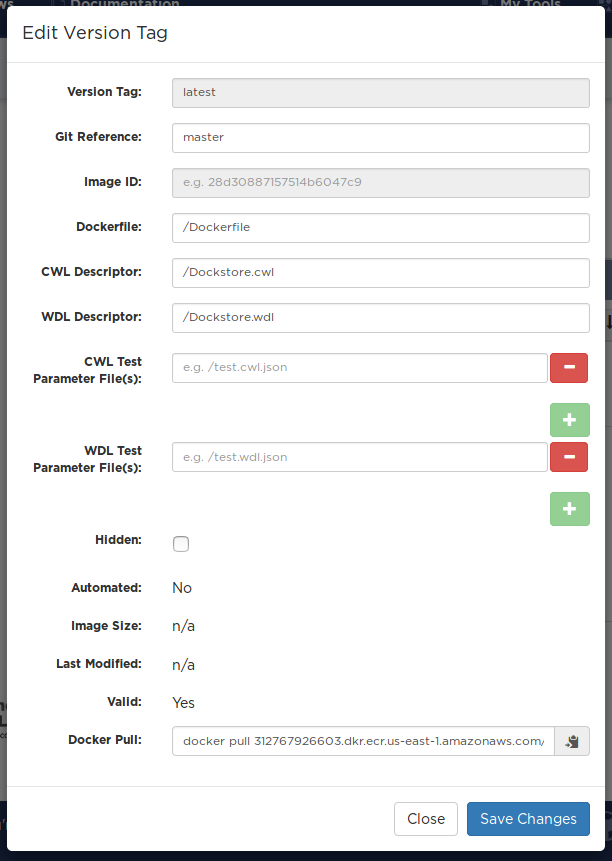 Documentation
My Tools
Edit Version Tag
Version Tag:
latest
Git Reference:
master
Image ID:
e.g. 28d30887157514b6047c9
Dockerfile:
/Dockerfile
CWL Descriptor:
/Dockstore.cwl
WDL Descriptor:
/Dockstore.wdl
CWL Test
Parameter File(s):
e.g. /test.cwl.json
WDL Test
Parameter File(s):
e.g. /test.wdl.json
Hidden:
Automated:
No
Image Size:
n/a
Last Modified:
n/a
Valid:
Yes
Docker Pull:
docker pull 312767926603.dkr.ecr.us-east-1.amazonaws.com/
Close
Save Changes